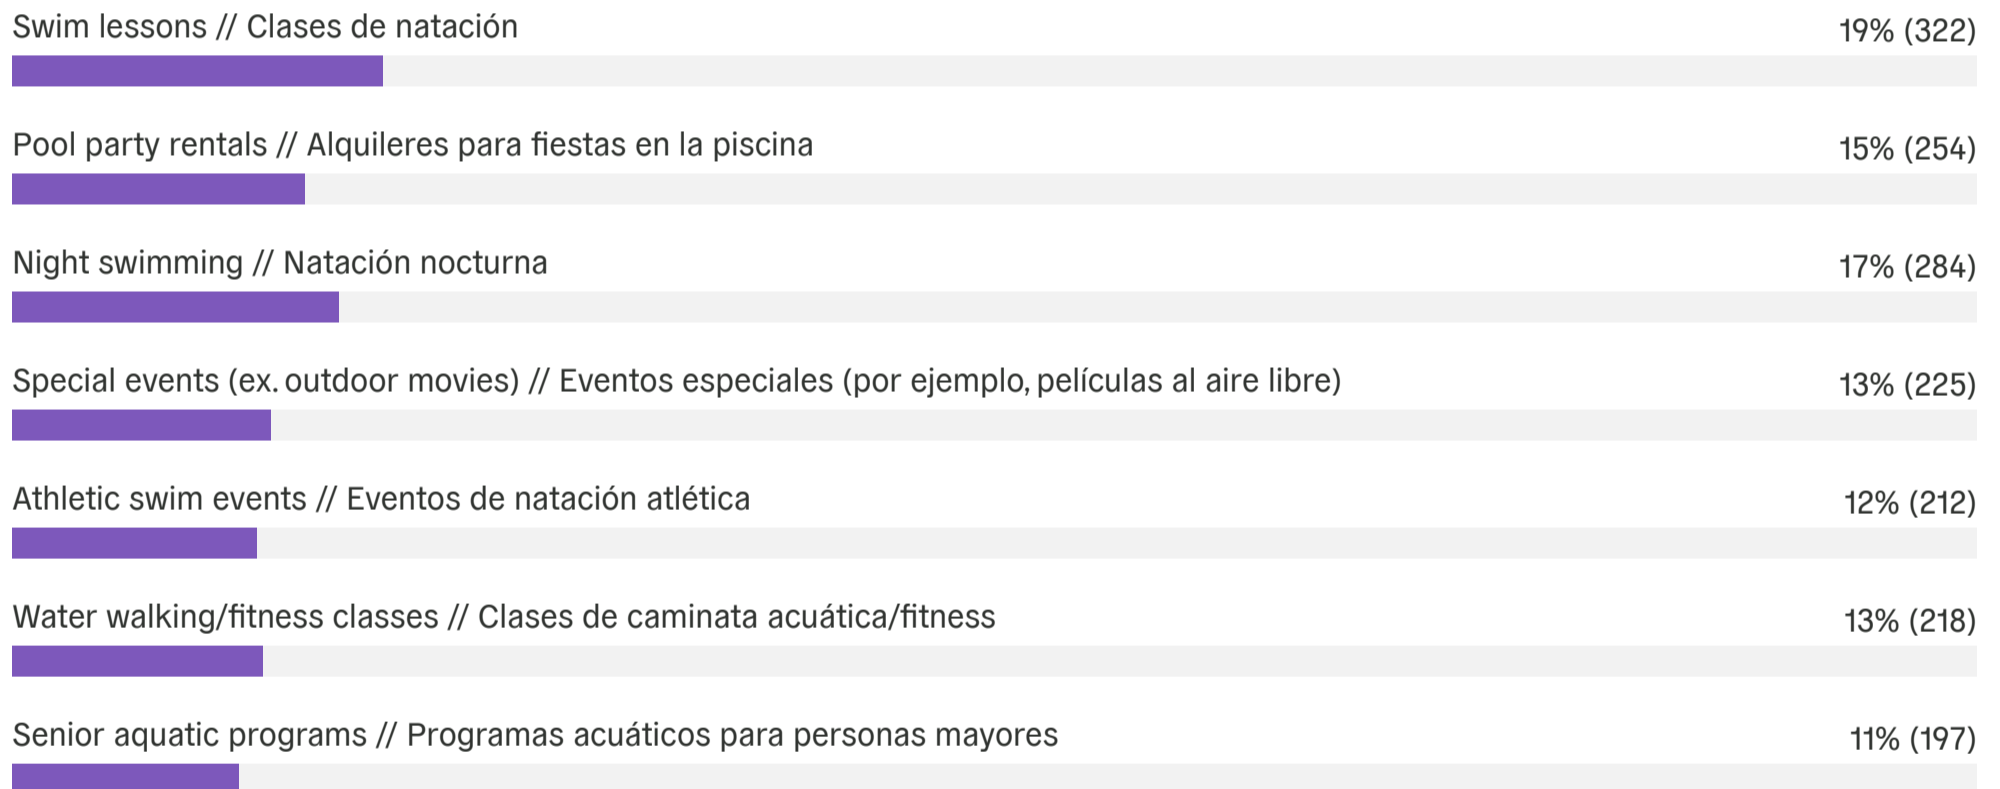 Swim lessons // Clases de natación 19% (322)
Pool party rentals // Alquileres para fiestas en la piscina 15% (254)
Night swimming // Natación nocturna 17% (284)
Special events (ex. outdoor movies) // Eventos especiales (por ejemplo, películas al aire libre) 13% (225)
Athletic swim events // Eventos de natación atlética 12% (212)
Water walking/fitness classes // Clases de caminata acuática/fitness 13% (218)
Senior aquatic programs // Programas acuáticos para personas mayores 11% (197)